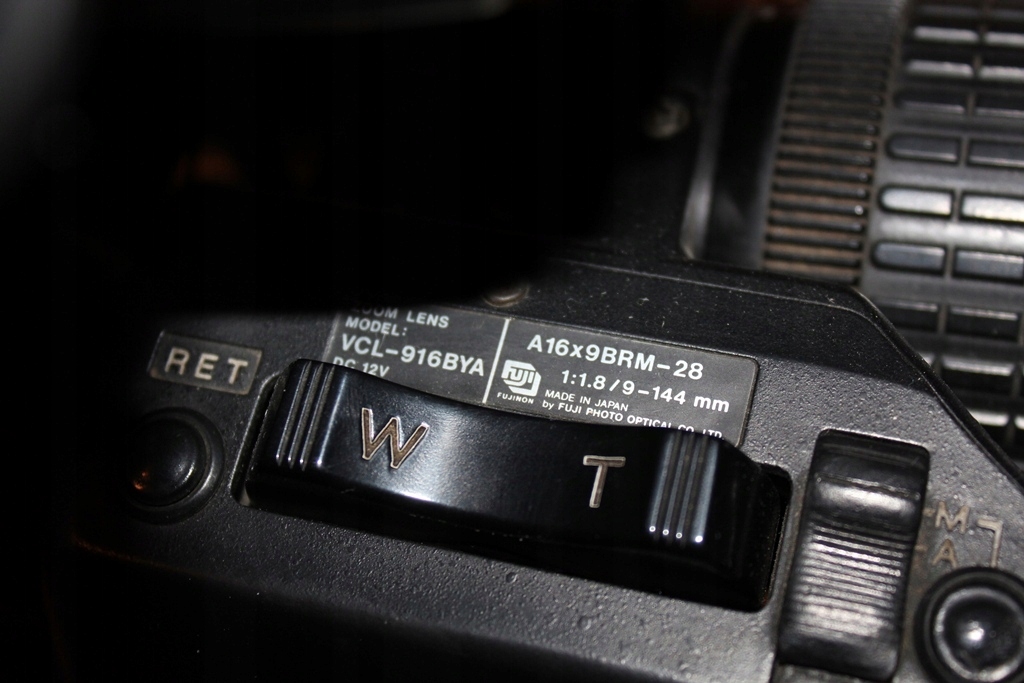 ZOOM LENS
MODEL:
VCL-916BYA
DC 12V
A16x9BRM-28
FUJI
FUJINON
1:1.8/9-144 mm
MADE IN JAPAN
by FUJI PHOTO OPTICAL CO. LTD.
RET
W
T
M
A